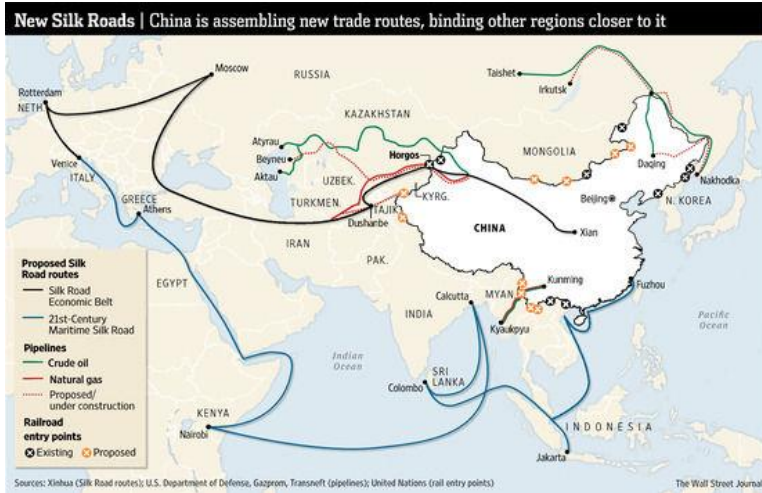 New Silk Roads | China is assembling new trade routes, binding other regions closer to it
Moscow
RUSSIA
Taishet
Irkutsk
Rotterdam
NETH
KAZAKHSTAN
Atyrau
Beyneu
Aktau
Horgos
MONGOLIA
Daqing
Venice
ITALY
UZBEK.
KYRG.
Nakhodka
GREECE
Athens
TURKMEN.
TAJIK.
Dushanbe
Beijing
N. KOREA
CHINA
Xian
IRAN
PAK.
Proposed Silk
Road routes
Silk Road
Economic Belt
21st-Century
Maritime Silk Road
Pipelines
Crude oil
Natural gas
Proposed/
under construction
Railroad
entry points
Existing
Proposed
EGYPT
Calcutta
MYAN.
Kunming
Fuzhou
INDIA
Kyaukpyu
Pacific
Ocean
Indian
Ocean
SRI
LANKA
Colombo
KENYA
Nairobi
INDONESIA
Jakarta
Sources: Xinhua (Silk Road routes); U.S. Department of Defense, Gazprom, Transneft (pipelines); United Nations (rail entry points)
The Wall Street Journal